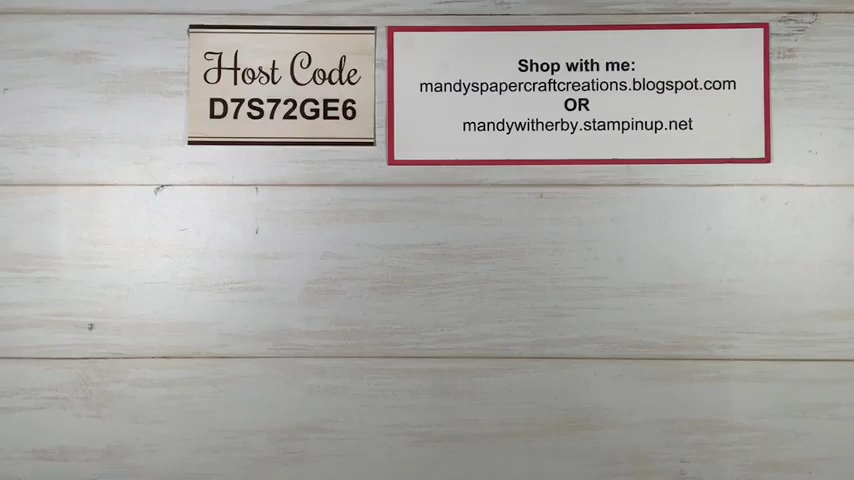 Host Code
D7S72GE6
Shop with me:
mandyspapercraftcreations.blogspot.com
OR
mandywitherby.stampinup.net